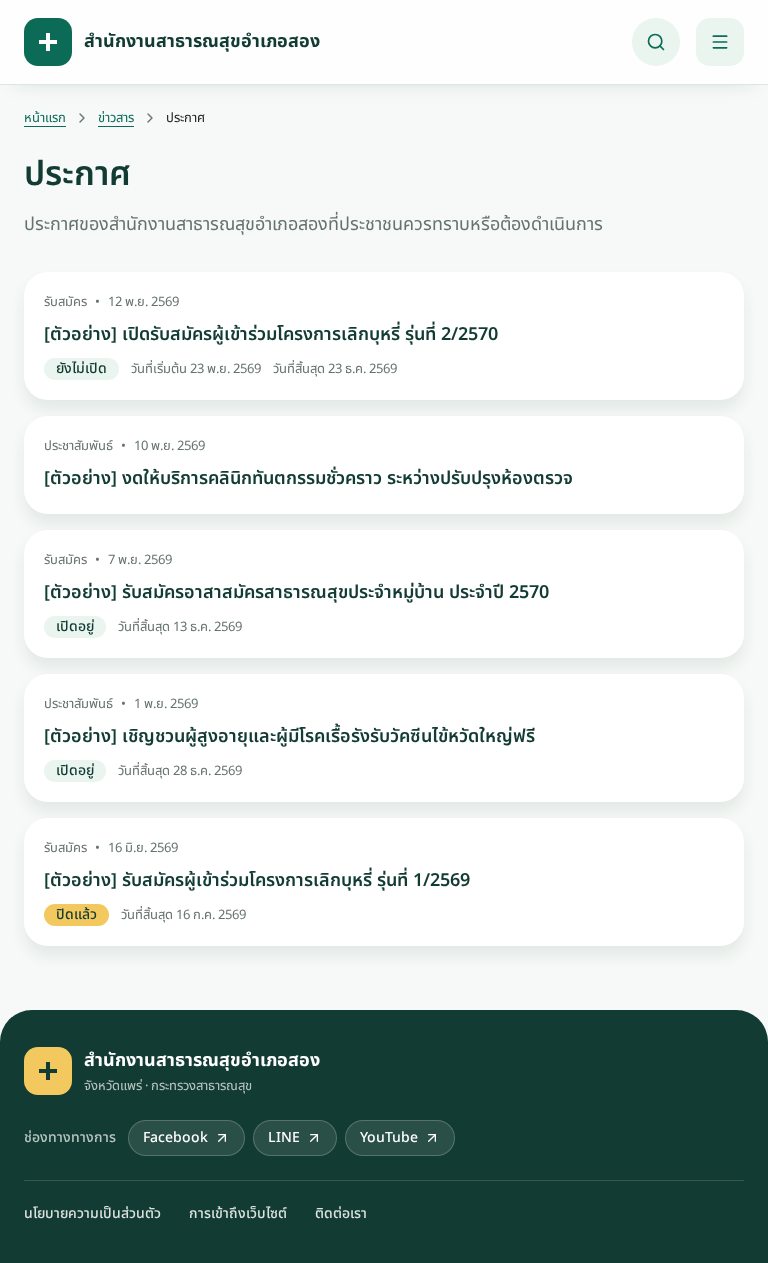 สำนักงานสาธารณสุขอำเภอสอง
หน้าแรก > ข่าวสาร > ประกาศ
ประกาศ
ประกาศของสำนักงานสาธารณสุขอำเภอสองที่ประชาชนควรทราบหรือต้องดำเนินการ
รับสมัคร • 12 พ.ย. 2569
[ตัวอย่าง] เปิดรับสมัครผู้เข้าร่วมโครงการเลิกบุหรี่ รุ่นที่ 2/2570
ยังไม่เปิด วันที่เริ่มต้น 23 พ.ย. 2569 วันที่สิ้นสุด 23 ธ.ค. 2569
ประชาสัมพันธ์ • 10 พ.ย. 2569
[ตัวอย่าง] งดให้บริการคลินิกทันตกรรมชั่วคราว ระหว่างปรับปรุงห้องตรวจ
รับสมัคร • 7 พ.ย. 2569
[ตัวอย่าง] รับสมัครอาสาสมัครสาธารณสุขประจำหมู่บ้าน ประจำปี 2570
เปิดอยู่ วันที่สิ้นสุด 13 ธ.ค. 2569
ประชาสัมพันธ์ • 1 พ.ย. 2569
[ตัวอย่าง] เชิญชวนผู้สูงอายุและผู้มีโรคเรื้อรังรับวัคซีนไข้หวัดใหญ่ฟรี
เปิดอยู่ วันที่สิ้นสุด 28 ธ.ค. 2569
รับสมัคร • 16 มิ.ย. 2569
[ตัวอย่าง] รับสมัครผู้เข้าร่วมโครงการเลิกบุหรี่ รุ่นที่ 1/2569
ปิดแล้ว วันที่สิ้นสุด 16 ก.ค. 2569
สำนักงานสาธารณสุขอำเภอสอง
จังหวัดแพร่ · กระทรวงสาธารณสุข
ช่องทางทางการ Facebook LINE YouTube
นโยบายความเป็นส่วนตัว การเข้าถึงเว็บไซต์ ติดต่อเรา